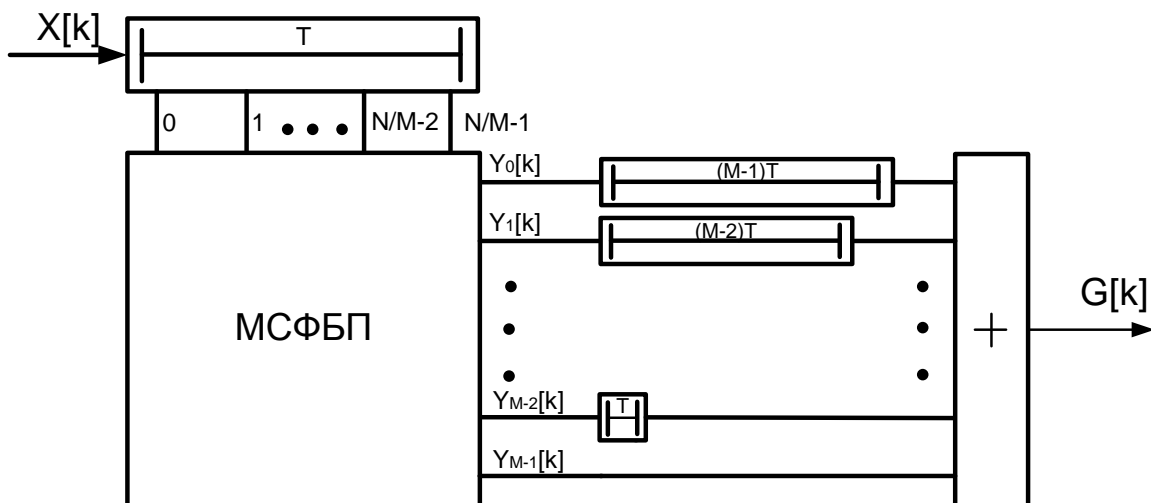 X[k]
T
0 1 N/M-2 N/M-1
Y0[k]
(M-1)T
Y1[k]
(M-2)T
МСФБП
G[k]
+
YM-2[k]
T
YM-1[k]